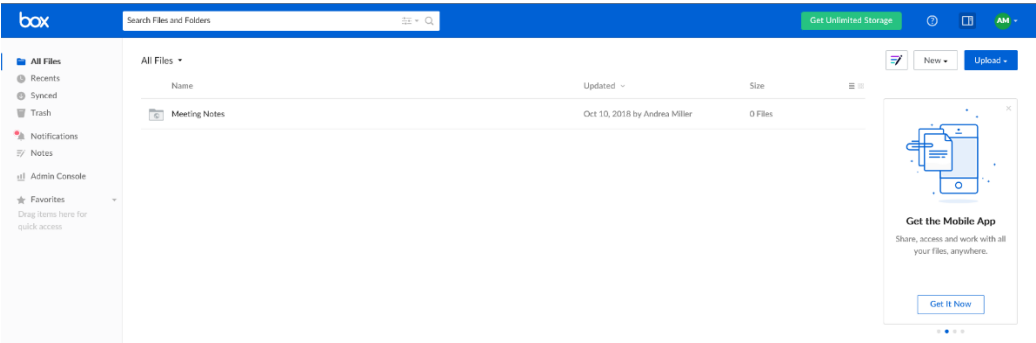 box
Search Files and Folders
Get Unlimited Storage
?
AM
All Files
Recents
Synced
Trash
Notifications
Notes
Admin Console
Favorites
Drag items here for
quick access
All Files
New
Upload
Name Updated Size
Meeting Notes Oct 10, 2018 by Andrea Miller 0 Files
Get the Mobile App
Share, access and work with all
your files, anywhere.
Get It Now